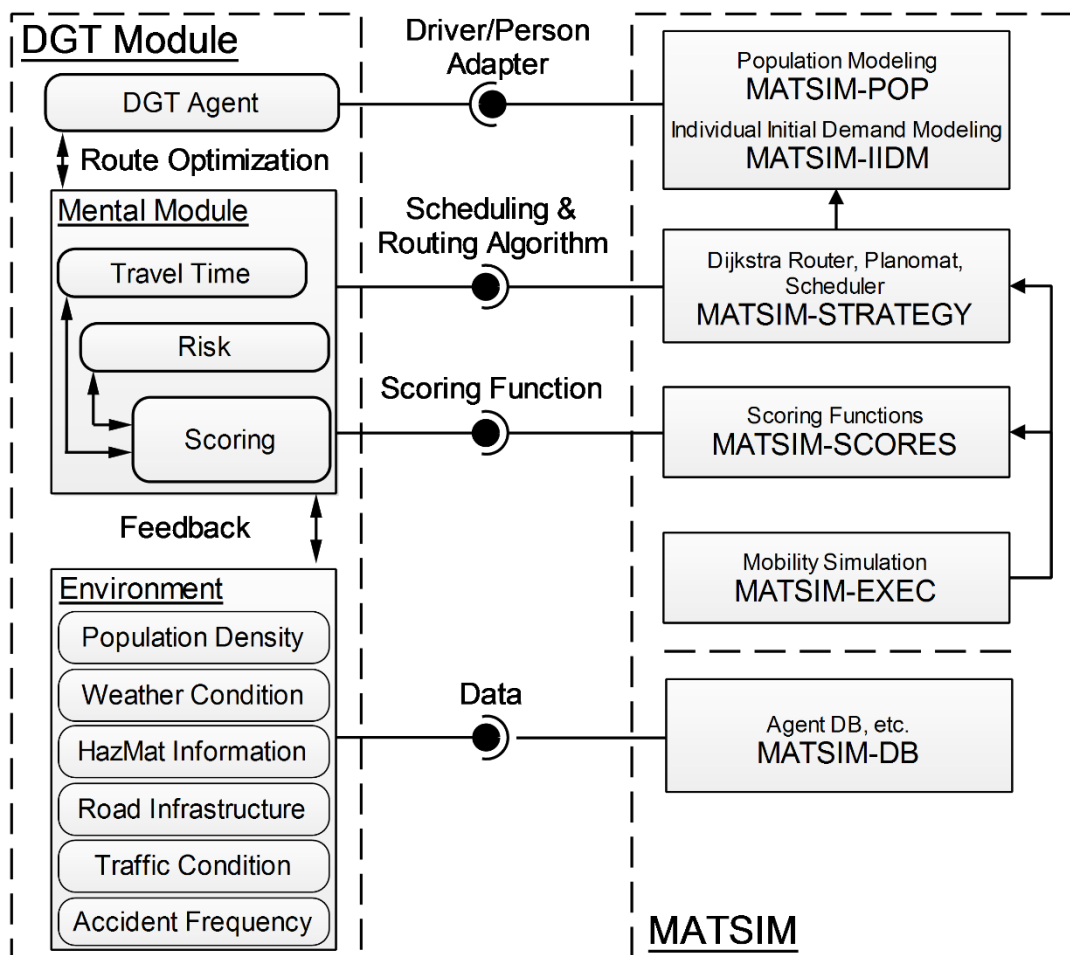 DGT Module
DGT Agent
Route Optimization
Mental Module
Travel Time
Risk
Scoring
Feedback
Environment
Population Density
Weather Condition
HazMat Information
Road Infrastructure
Traffic Condition
Accident Frequency
Driver/Person
Adapter
Scheduling &
Routing Algorithm
Scoring Function
Data
Population Modeling
MATSIM-POP
Individual Initial Demand Modeling
MATSIM-IIDM
Dijkstra Router, Planomat,
Scheduler
MATSIM-STRATEGY
Scoring Functions
MATSIM-SCORES
Mobility Simulation
MATSIM-EXEC
Agent DB, etc.
MATSIM-DB
MATSIM